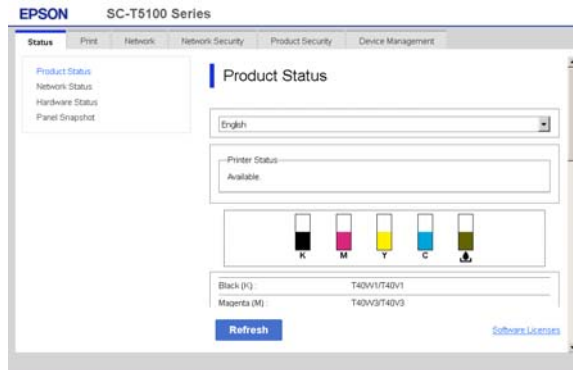 EPSON SC-T5100 Series
Status Print Network Network Security Product Security Device Management
Product Status
Network Status
Hardware Status
Panel Snapshot
Product Status
English
Printer Status
Available.
K M Y C
Black (K) : T40W1/T40V1
Magenta (M) : T40W3/T40V3
Refresh
Software Licenses